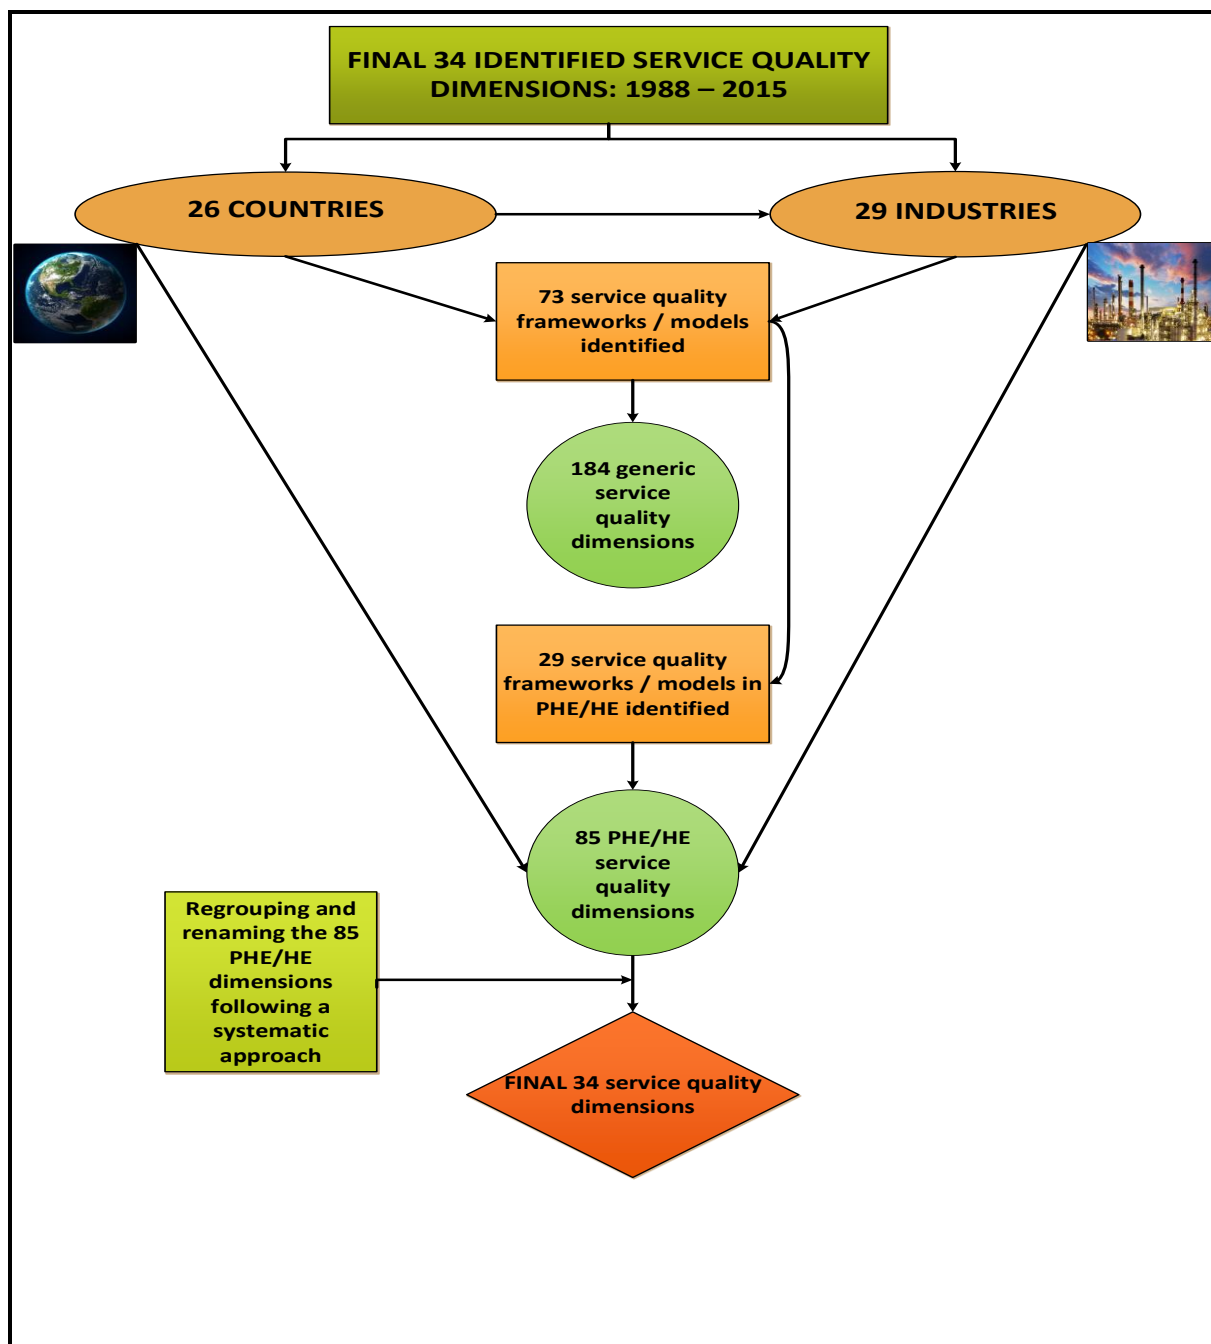 FINAL 34 IDENTIFIED SERVICE QUALITY
DIMENSIONS: 1988 – 2015
26 COUNTRIES
29 INDUSTRIES
73 service quality
frameworks / models
identified
184 generic
service
quality
dimensions
29 service quality
frameworks / models in
PHE/HE identified
85 PHE/HE
service
quality
dimensions
Regrouping and
renaming the 85
PHE/HE
dimensions
following a
systematic
approach
FINAL 34 service quality
dimensions